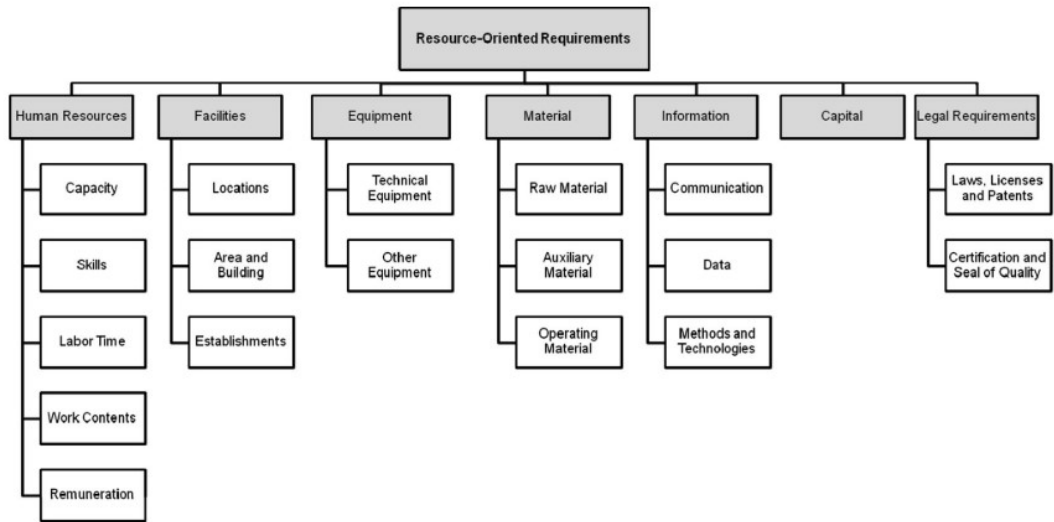 Resource-Oriented Requirements
Human Resources
Facilities
Equipment
Material
Information
Capital
Legal Requirements
Capacity
Skills
Labor Time
Work Contents
Remuneration
Locations
Area and
Building
Establishments
Technical
Equipment
Other
Equipment
Raw Material
Auxiliary
Material
Operating
Material
Communication
Data
Methods and
Technologies
Laws, Licenses
and Patents
Certification and
Seal of Quality